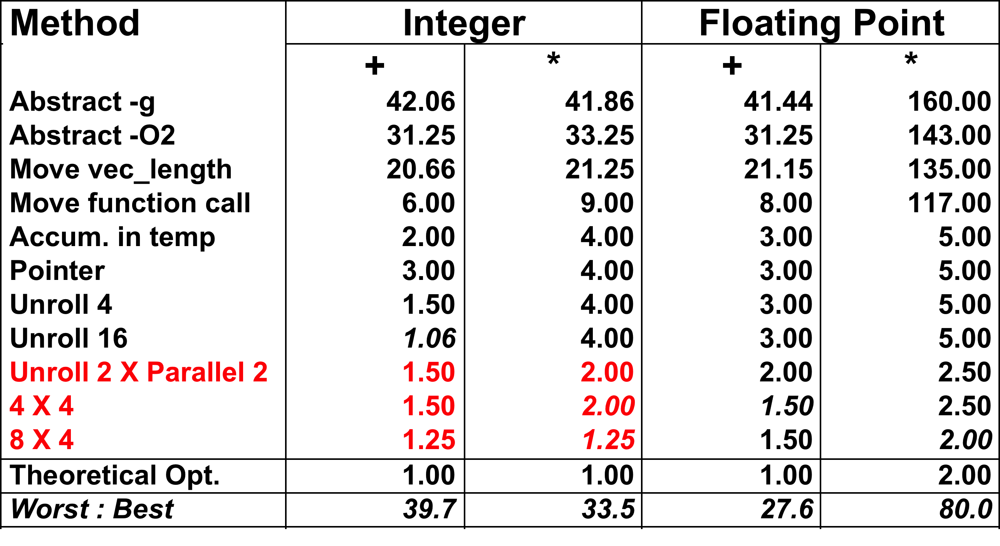 Method Integer Floating Point
+ * + *
Abstract -g 42.06 41.86 41.44 160.00
Abstract -O2 31.25 33.25 31.25 143.00
Move vec_length 20.66 21.25 21.15 135.00
Move function call 6.00 9.00 8.00 117.00
Accum. in temp 2.00 4.00 3.00 5.00
Pointer 3.00 4.00 3.00 5.00
Unroll 4 1.50 4.00 3.00 5.00
Unroll 16 1.06 4.00 3.00 5.00
Unroll 2 X Parallel 2 1.50 2.00 2.00 2.50
4 X 4 1.50 2.00 1.50 2.50
8 X 4 1.25 1.25 1.50 2.00
Theoretical Opt. 1.00 1.00 1.00 2.00
Worst : Best 39.7 33.5 27.6 80.0